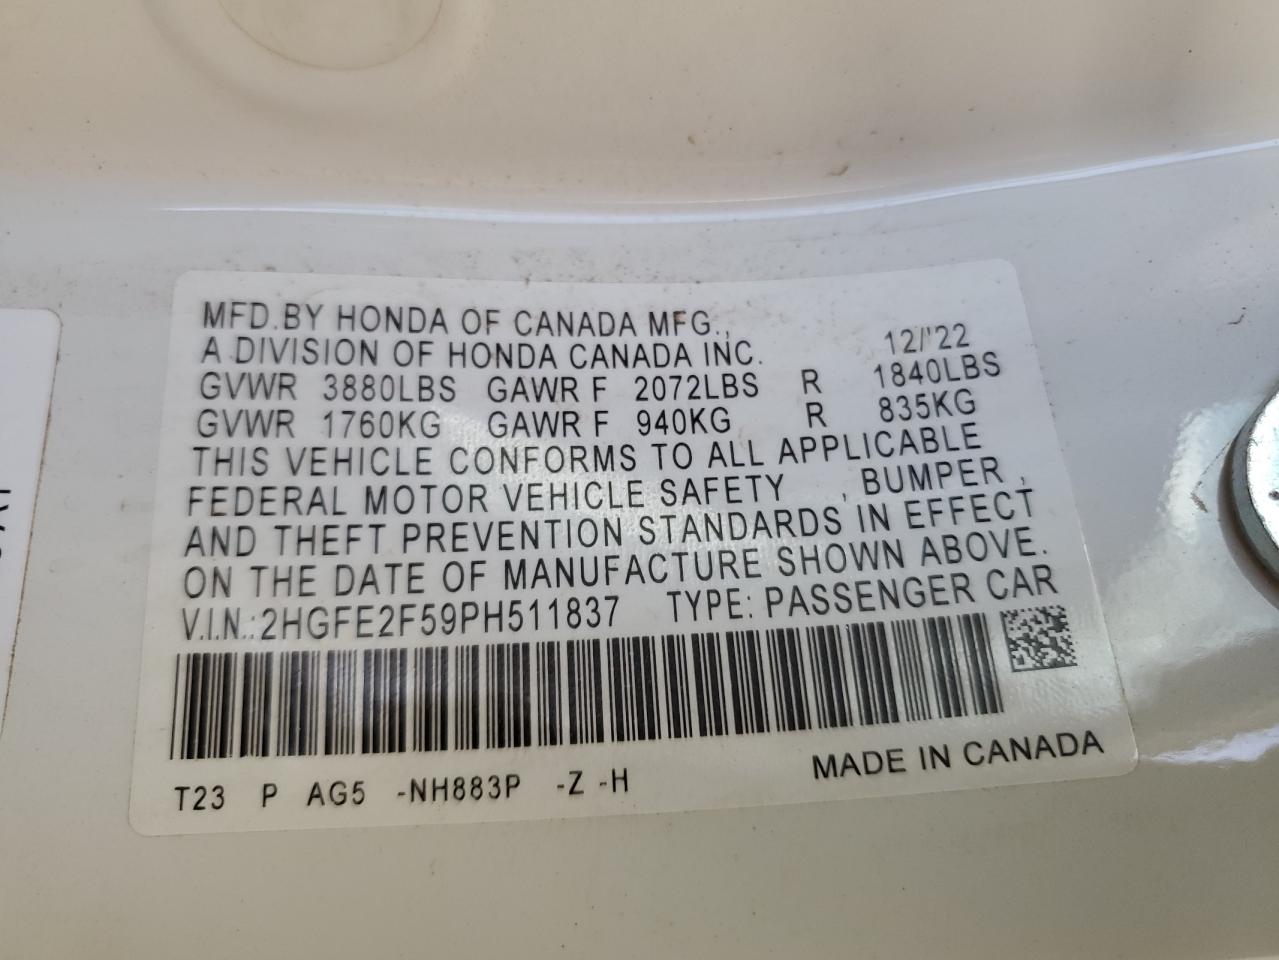 MFD.BY HONDA OF CANADA MFG.,
A DIVISION OF HONDA CANADA INC. 12/'22
GVWR 3880LBS GAWR F 2072LBS R 1840LBS
GVWR 1760KG GAWR F 940KG R 835KG
THIS VEHICLE CONFORMS TO ALL APPLICABLE
FEDERAL MOTOR VEHICLE SAFETY , BUMPER ,
AND THEFT PREVENTION STANDARDS IN EFFECT
ON THE DATE OF MANUFACTURE SHOWN ABOVE.
V.I.N.:2HGFE2F59PH511837 TYPE: PASSENGER CAR
T23 P AG5 -NH883P -Z -H MADE IN CANADA